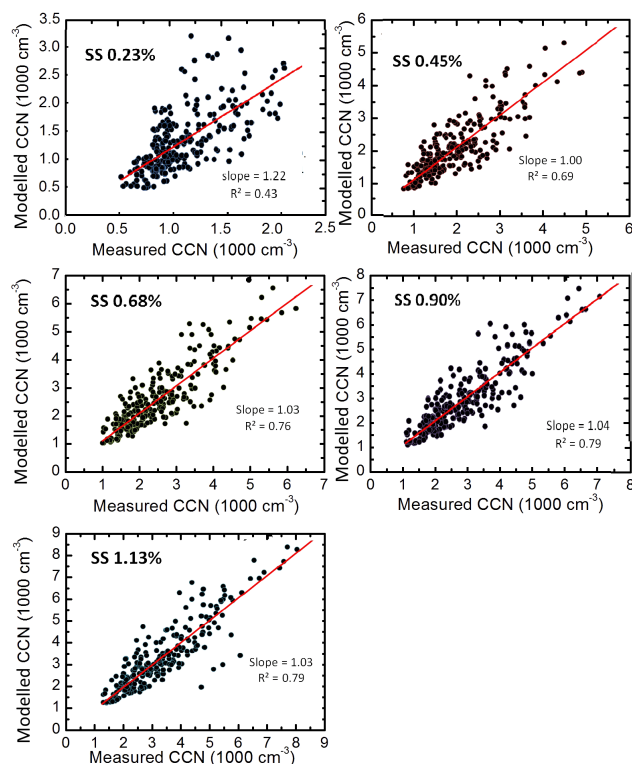 SS 0.23%
Modelled CCN (1000 cm⁻³)
3.5
3.0
2.5
2.0
1.5
1.0
0.5
0.0
slope = 1.22
R² = 0.43
0.0 0.5 1.0 1.5 2.0 2.5
Measured CCN (1000 cm⁻³)
SS 0.45%
Modelled CCN (1000 cm⁻³)
6
5
4
3
2
1
0
Slope = 1.00
R² = 0.69
0 1 2 3 4 5 6
Measured CCN (1000 cm⁻³)
SS 0.68%
Modelled CCN (1000 cm⁻³)
7
6
5
4
3
2
1
0
Slope = 1.03
R² = 0.76
0 1 2 3 4 5 6 7
Measured CCN (1000 cm⁻³)
SS 0.90%
Modelled CCN (1000 cm⁻³)
8
7
6
5
4
3
2
1
0
Slope = 1.04
R² = 0.79
0 1 2 3 4 5 6 7 8
Measured CCN (1000 cm⁻³)
SS 1.13%
Modelled CCN (1000 cm⁻³)
9
8
7
6
5
4
3
2
1
0
Slope = 1.03
R² = 0.79
0 1 2 3 4 5 6 7 8 9
Measured CCN (1000 cm⁻³)